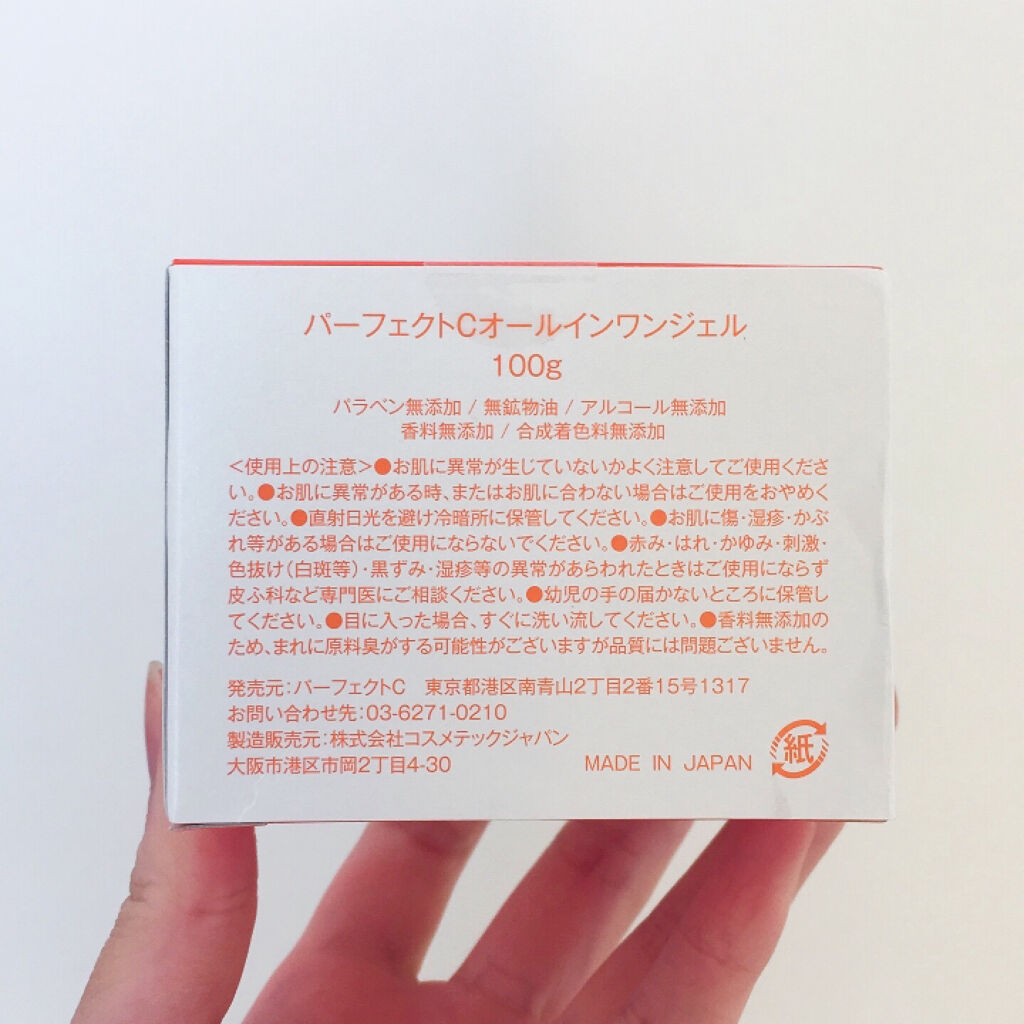 パーフェクトCオールインワンジェル
100g
パラベン無添加 / 無鉱物油 / アルコール無添加
香料無添加 / 合成着色料無添加
<使用上の注意>●お肌に異常が生じていないかよく注意してご使用くださ
い。●お肌に異常がある時、またはお肌に合わない場合はご使用をおやめく
ださい。●直射日光を避け冷暗所に保管してください。●お肌に傷・湿疹・かぶ
れ等がある場合はご使用にならないでください。●赤み・はれ・かゆみ・刺激・
色抜け(白斑等)・黒ずみ・湿疹等の異常があらわれたときはご使用にならず
皮ふ科など専門医にご相談ください。●幼児の手の届かないところに保管し
てください。●目に入った場合、すぐに洗い流してください。●香料無添加の
ため、まれに原料臭がする可能性がございますが品質には問題ございません。
発売元:パーフェクトC 東京都港区南青山2丁目2番15号1317
お問い合わせ先:03-6271-0210
製造販売元:株式会社コスメテックジャパン
大阪市港区市岡2丁目4-30
MADE IN JAPAN
紙